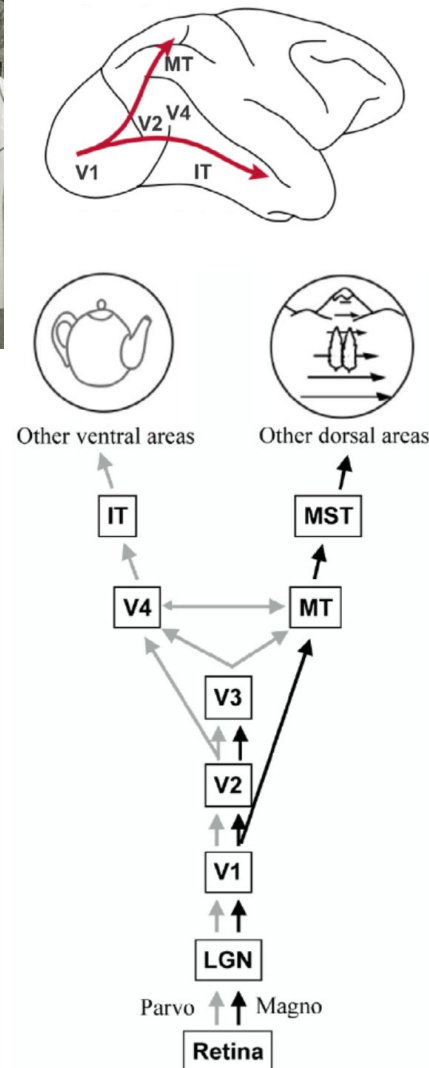 MT
V2 V4
V1
IT
Other ventral areas Other dorsal areas
IT MST
V4 MT
V3
V2
V1
LGN
Parvo Magno
Retina